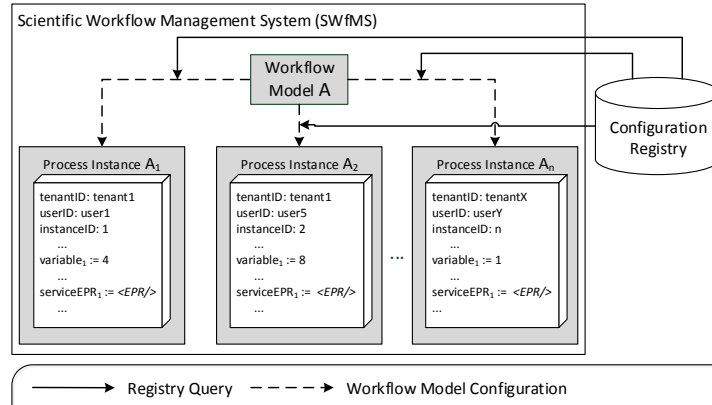 Scientific Workflow Management System (SWfMS)
Workflow
Model A
Configuration
Registry
Process Instance A₁
tenantID: tenant1
userID: user1
instanceID: 1
...
variable₁ := 4
...
serviceEPR₁ := <EPR/>
...
Process Instance A₂
tenantID: tenant1
userID: user5
instanceID: 2
...
variable₁ := 8
...
serviceEPR₁ := <EPR/>
...
...
Process Instance Aₙ
tenantID: tenantX
userID: userY
instanceID: n
...
variable₁ := 1
...
serviceEPR₁ := <EPR/>
...
Registry Query
Workflow Model Configuration